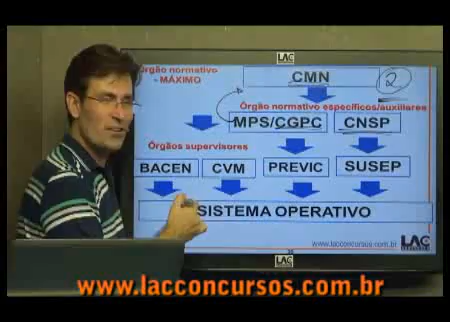 LAC
Órgão normativo
- MÁXIMO
CMN
2
Órgão normativo específicos/auxiliares
MPS/CGPC
CNSP
Órgãos supervisores
BACEN
CVM
PREVIC
SUSEP
SISTEMA OPERATIVO
www.lacconcursos.com.br
LAC
LAC
www.lacconcursos.com.br